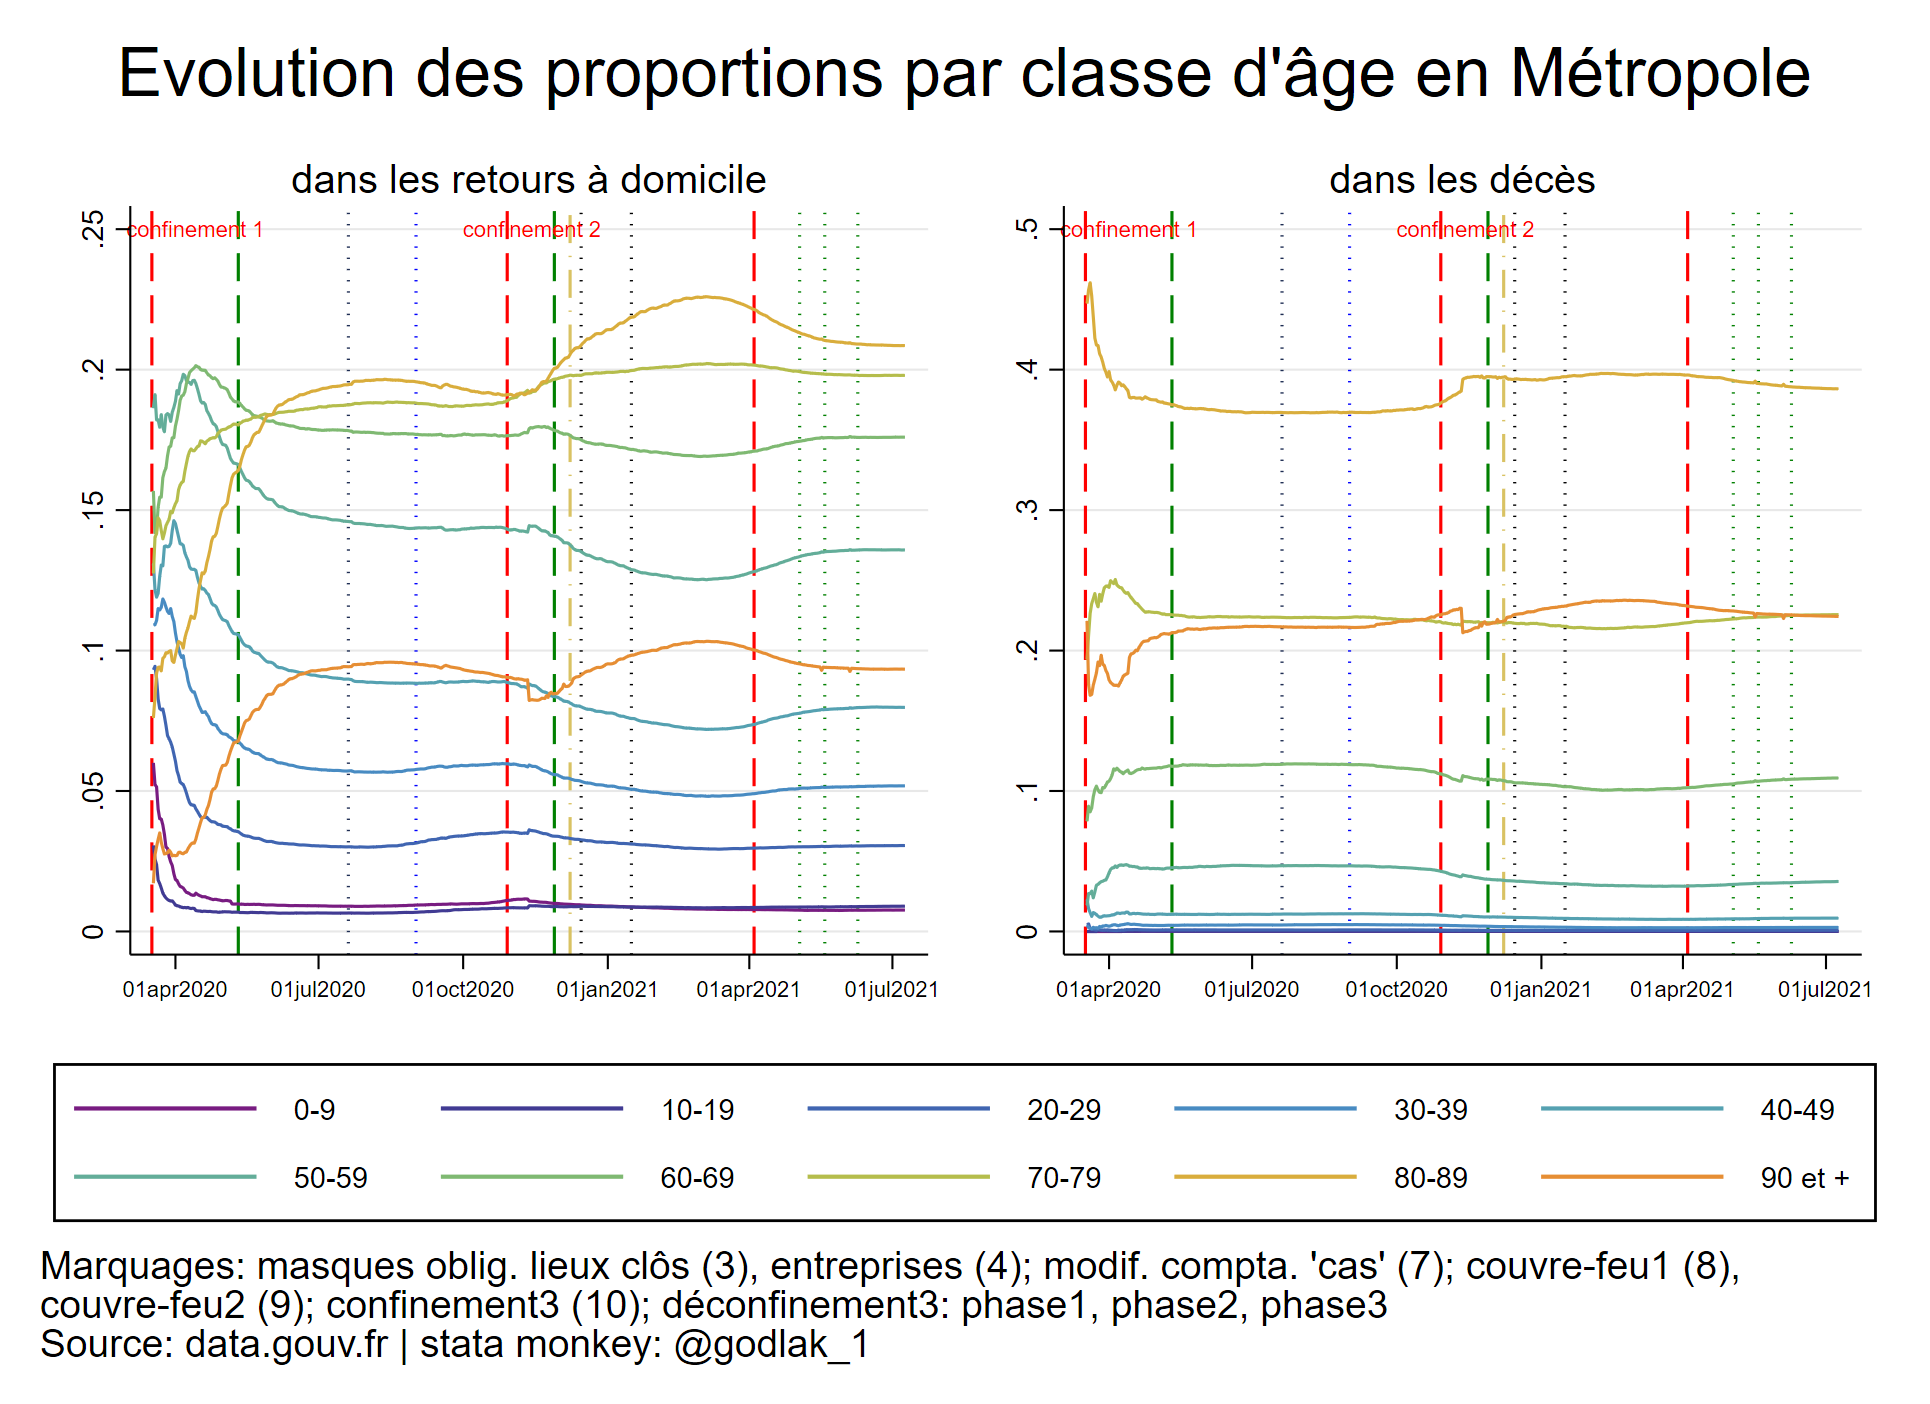 Evolution des proportions par classe d'âge en Métropole
dans les retours à domicile
confinement 1
confinement 2
.25
.2
.15
.1
.05
0
01apr2020
01jul2020
01oct2020
01jan2021
01apr2021
01jul2021
dans les décès
confinement 1
confinement 2
.5
.4
.3
.2
.1
0
01apr2020
01jul2020
01oct2020
01jan2021
01apr2021
01jul2021
0-9
10-19
20-29
30-39
40-49
50-59
60-69
70-79
80-89
90 et +
Marquages: masques oblig. lieux clôs (3), entreprises (4); modif. compta. 'cas' (7); couvre-feu1 (8),
couvre-feu2 (9); confinement3 (10); déconfinement3: phase1, phase2, phase3
Source: data.gouv.fr | stata monkey: @godlak_1